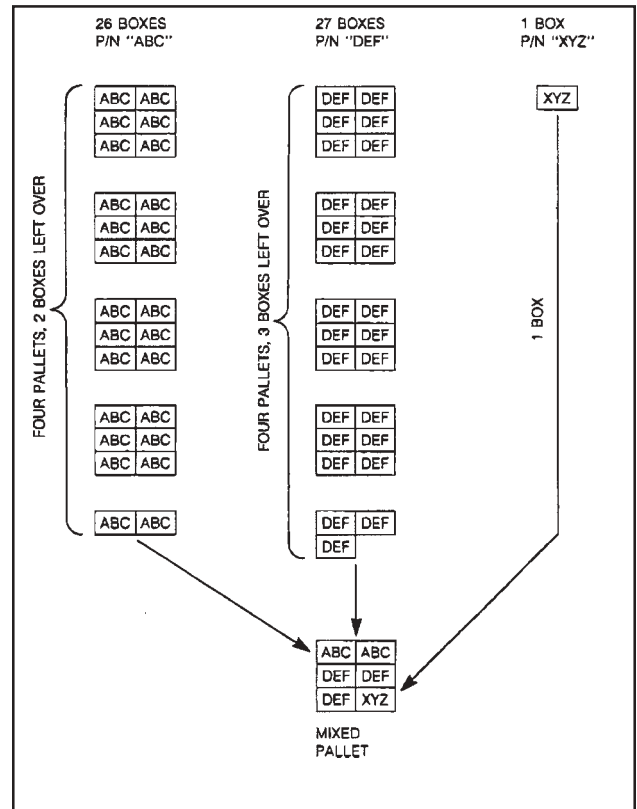 26 BOXES
P/N "ABC"
27 BOXES
P/N "DEF"
1 BOX
P/N "XYZ"
FOUR PALLETS, 2 BOXES LEFT OVER
ABC ABC
ABC ABC
ABC ABC
ABC ABC
ABC ABC
ABC ABC
ABC ABC
ABC ABC
ABC ABC
ABC ABC
ABC ABC
ABC ABC
ABC ABC
FOUR PALLETS, 3 BOXES LEFT OVER
DEF DEF
DEF DEF
DEF DEF
DEF DEF
DEF DEF
DEF DEF
DEF DEF
DEF DEF
DEF DEF
DEF DEF
DEF DEF
DEF DEF
DEF DEF
DEF
XYZ
1 BOX
ABC ABC
DEF DEF
DEF XYZ
MIXED
PALLET